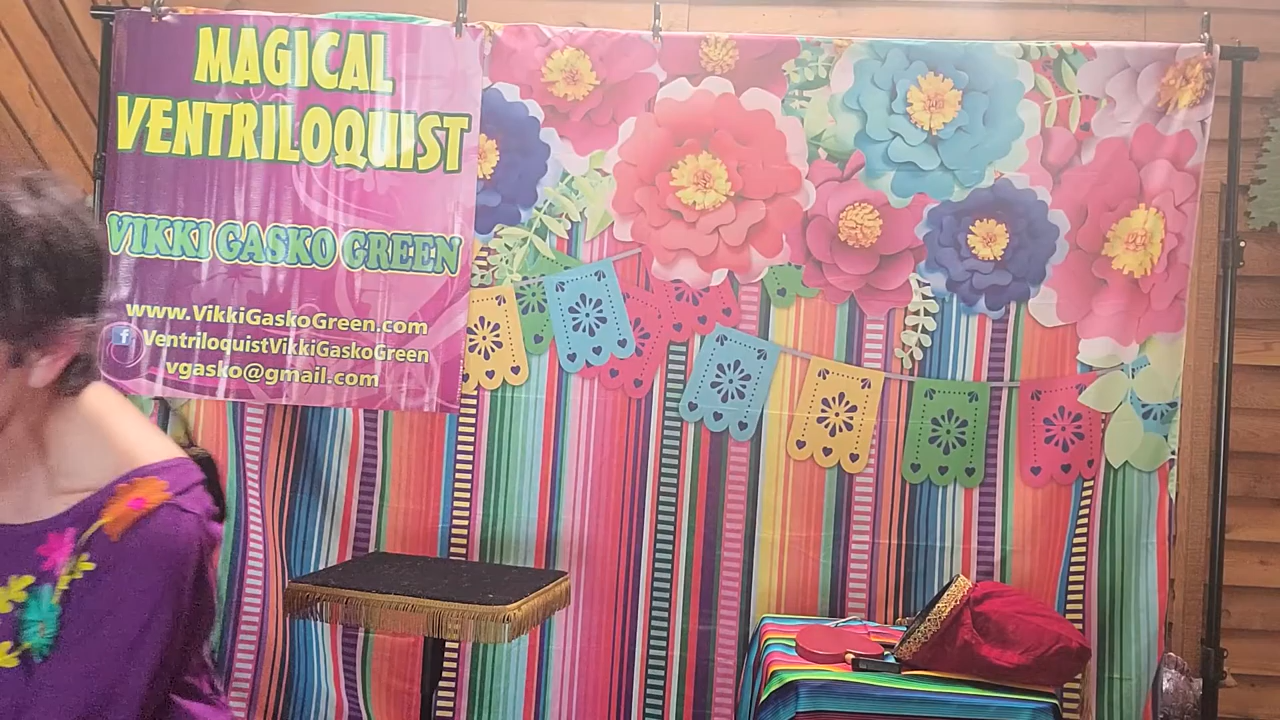 MAGICAL
VENTRILOQUIST
VIKKI GASKO GREEN
www.VikkiGaskoGreen.com
f VentriloquistVikkiGaskoGreen
vgasko@gmail.com